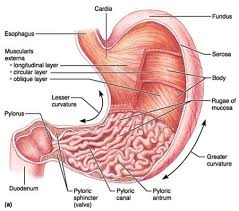 Cardia
Fundus
Esophagus
Muscularis
externa
• longitudinal layer
• circular layer
• oblique layer
Serosa
Body
Lesser
curvature
Rugae of
mucosa
Pylorus
Greater
curvature
Duodenum
Pyloric
sphincter
(valve)
Pyloric
canal
Pyloric
antrum
(a)